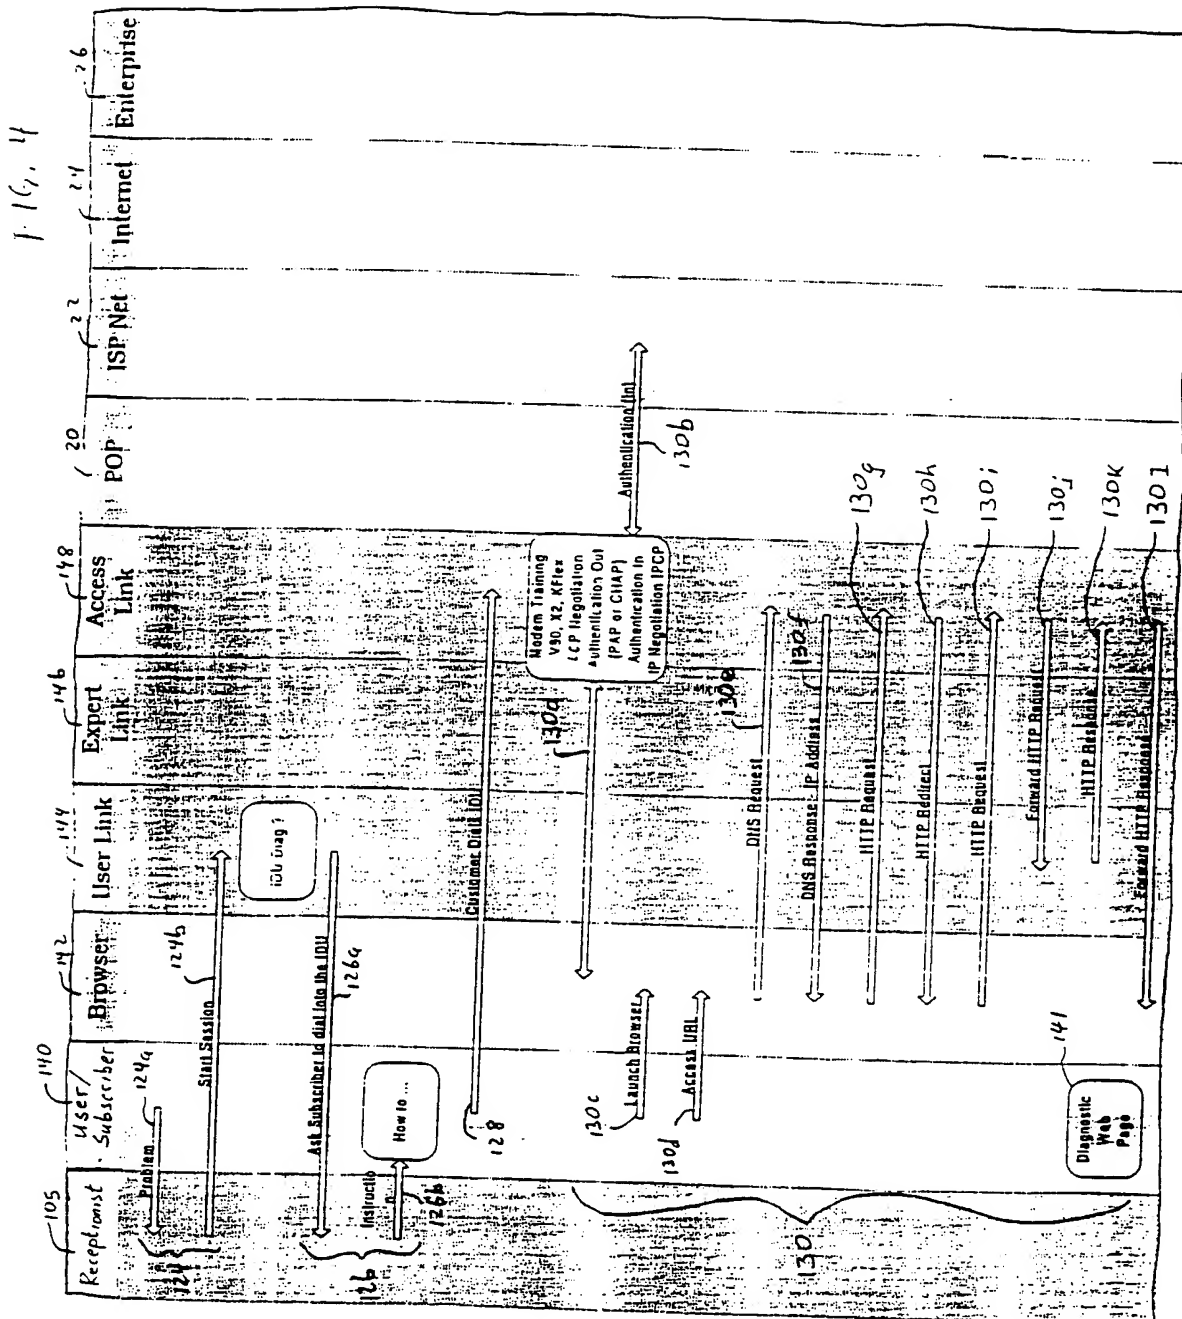 FIG. 4
105
140
142
144
146
148
20
22
24
26
Receptionist
User/
Subscriber
Browser
User Link
Expert
Link
Access
Link
POP
ISP Net
Internet
Enterprise
124
Problem
124a
Start Session
124b
IDU Diag ?
126
Ask Subscriber to dial into the IDU
126a
Instructio
n
126b
How to ...
Customer Dials IDU
128
130
130a
Modem Training
V90, X2, KFlex
LCP Negotiation
Authentication Out
(PAP or CHAP)
Authentication In
IP Negotiation IPCP
Authentication (In)
130b
130c
Launch Browser
130d
Access URL
DNS Request
130e
DNS Response - IP Address
130f
HTTP Request
130g
HTTP Redirect
130h
HTTP Request
130i
Forward HTTP Request
130j
HTTP Response
130k
Forward HTTP Response
130l
Diagnostic
Web
Page
141